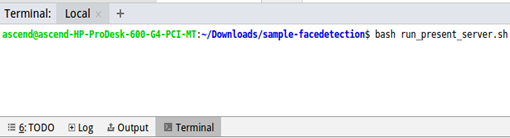 Terminal: Local × +
ascend@ascend-HP-ProDesk-600-G4-PCI-MT:~/Downloads/sample-facedetection$ bash run_present_server.sh
6: TODO Log Output Terminal